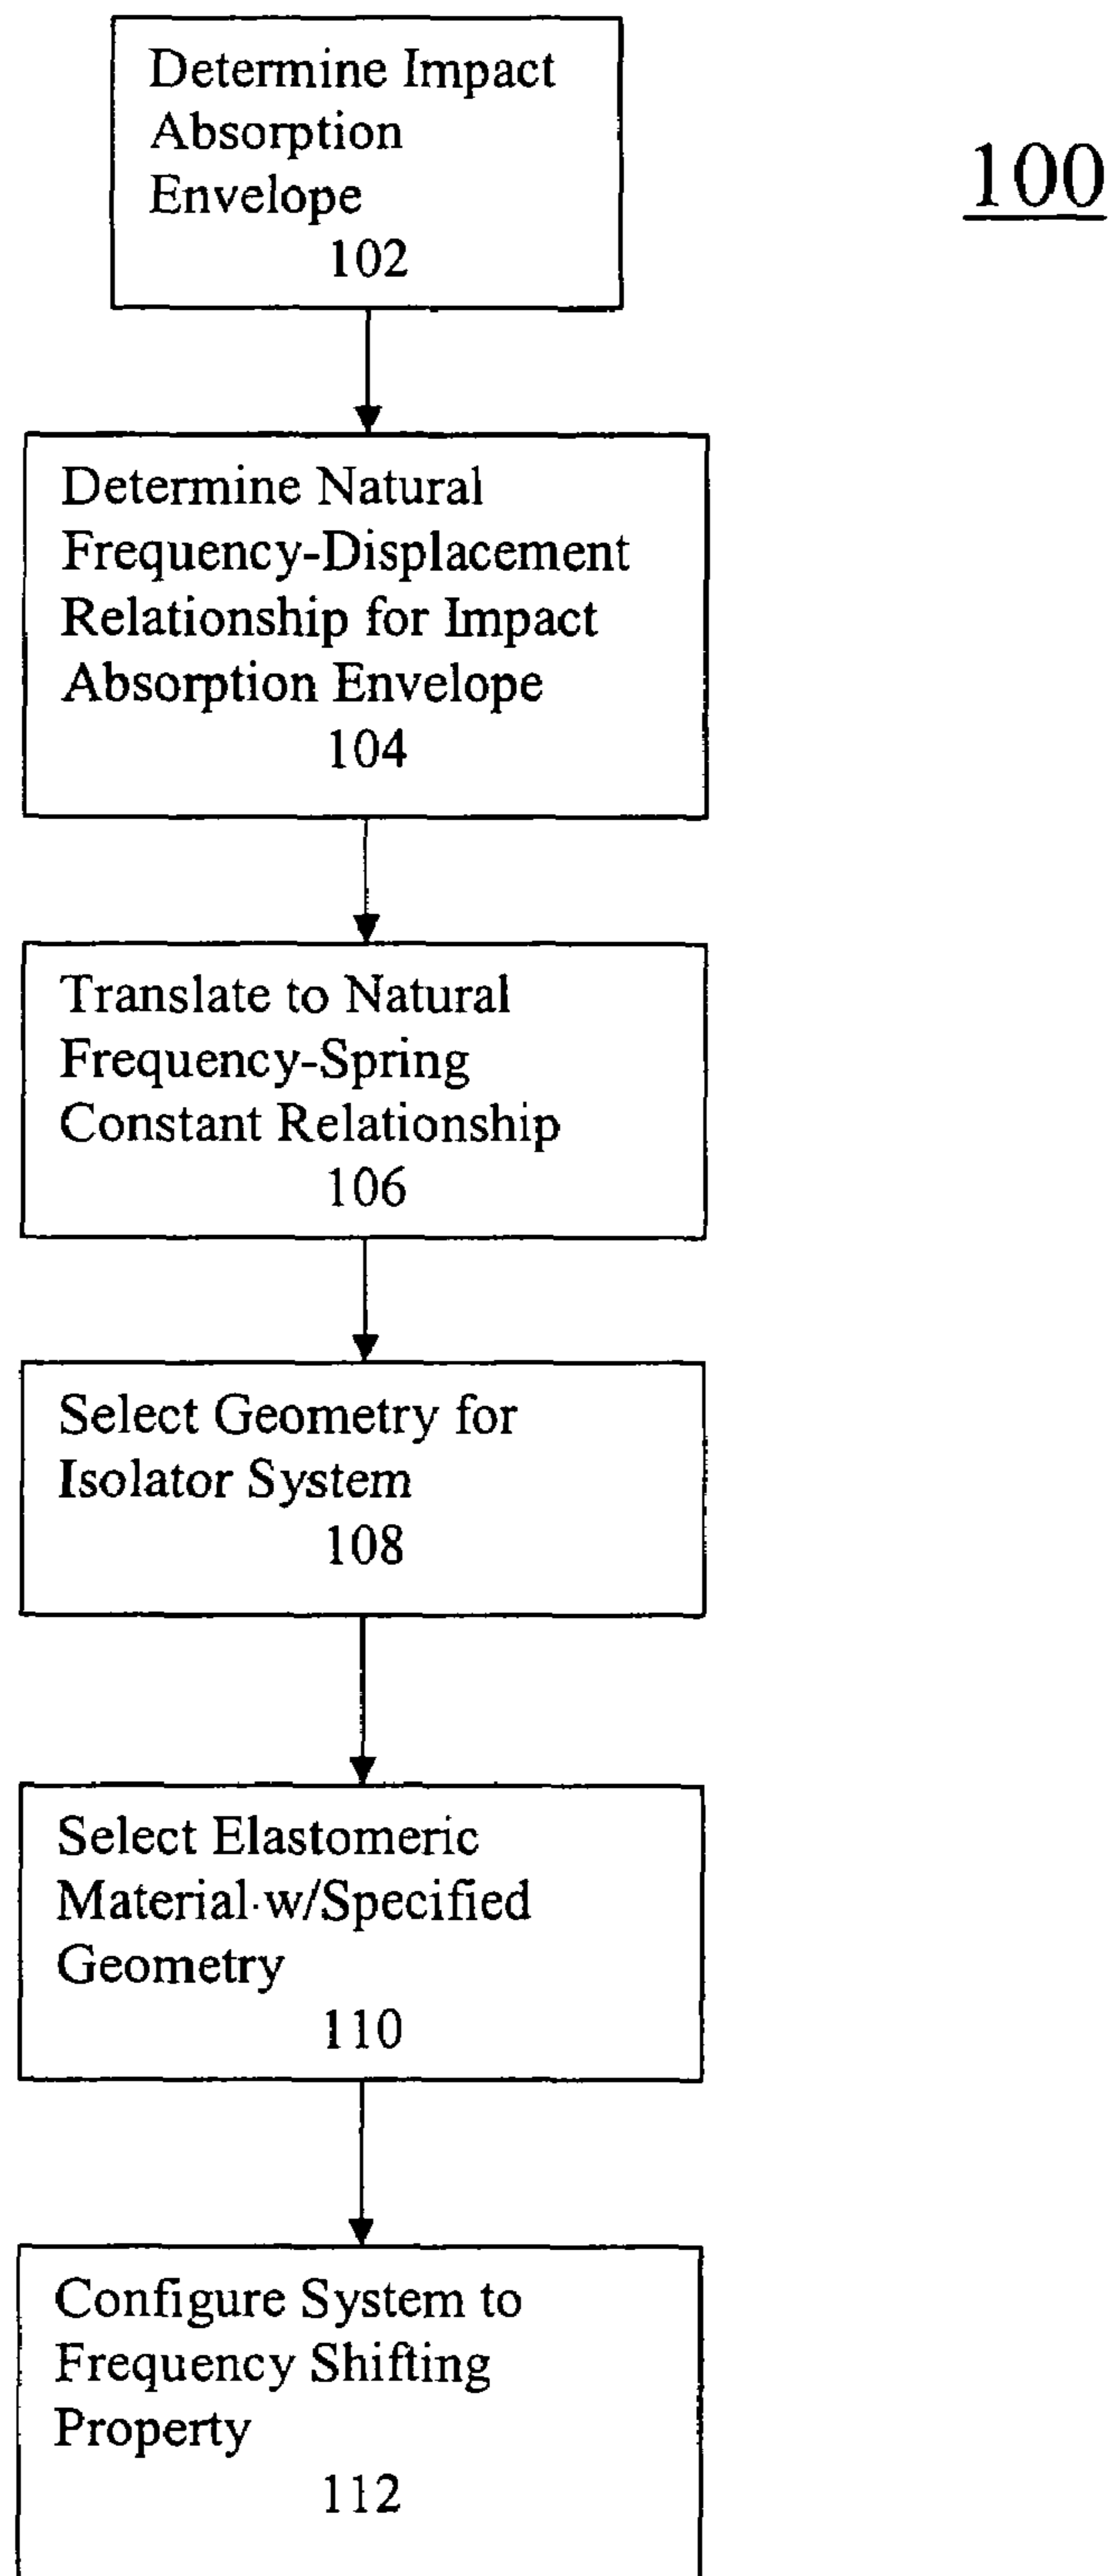 Determine Impact
Absorption
Envelope
102
100
Determine Natural
Frequency-Displacement
Relationship for Impact
Absorption Envelope
104
Translate to Natural
Frequency-Spring
Constant Relationship
106
Select Geometry for
Isolator System
108
Select Elastomeric
Material w/Specified
Geometry
110
Configure System to
Frequency Shifting
Property
112